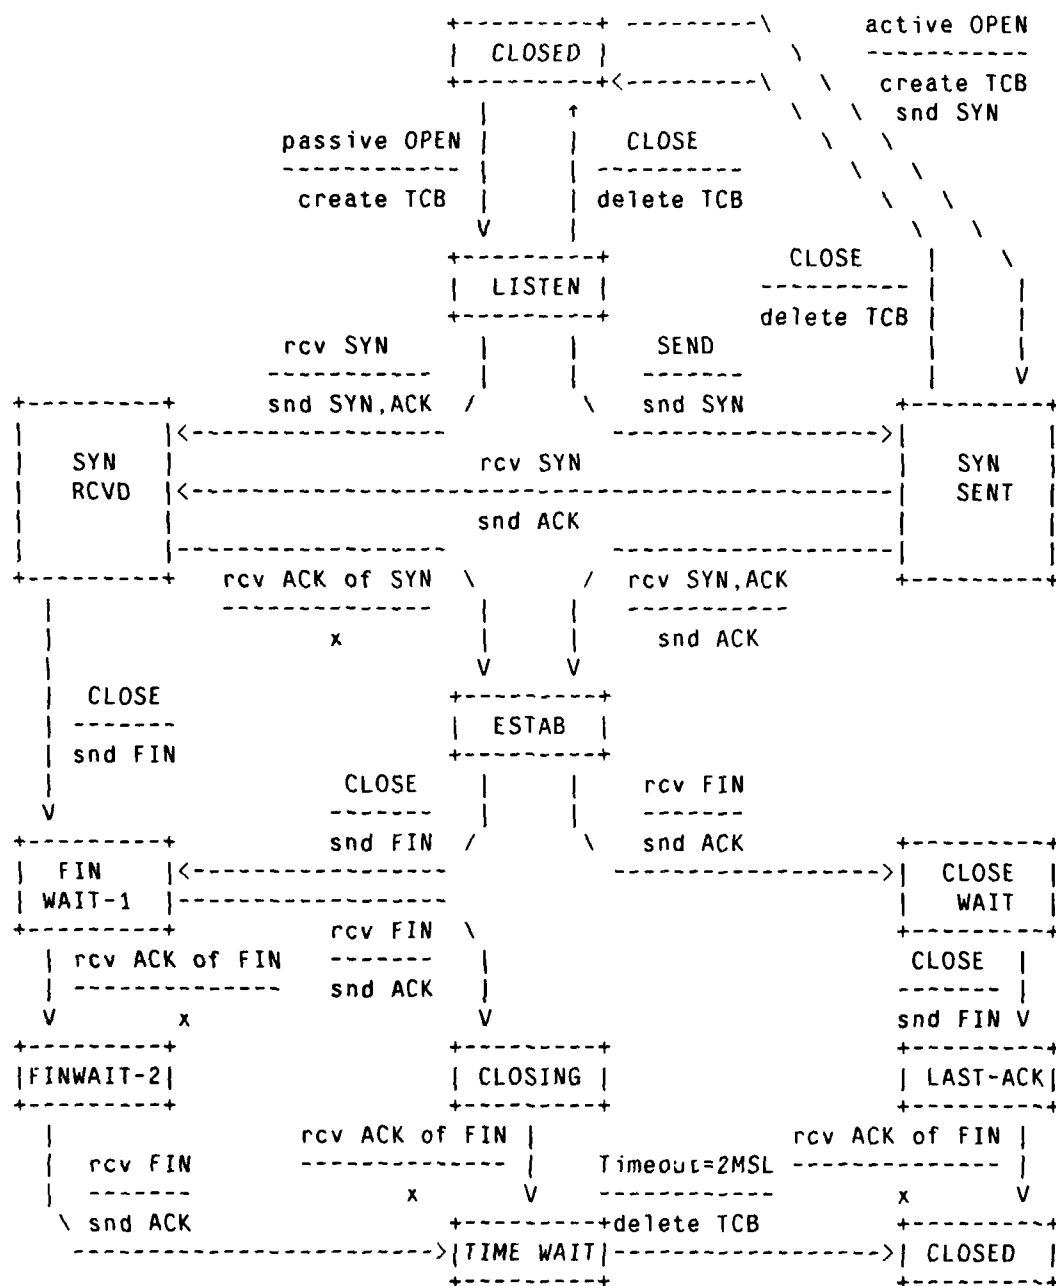 active OPEN
CLOSED
create TCB
snd SYN
passive OPEN
CLOSE
create TCB
delete TCB
CLOSE
LISTEN
delete TCB
rcv SYN
SEND
snd SYN,ACK
snd SYN
SYN
RCVD
rcv SYN
SYN
SENT
snd ACK
rcv ACK of SYN
rcv SYN,ACK
x
snd ACK
CLOSE
snd FIN
ESTAB
CLOSE
rcv FIN
snd FIN
snd ACK
FIN
WAIT-1
CLOSE
WAIT
rcv FIN
rcv ACK of FIN
snd ACK
CLOSE
x
snd FIN
FINWAIT-2
CLOSING
LAST-ACK
rcv ACK of FIN
rcv ACK of FIN
rcv FIN
Timeout=2MSL
x
x
snd ACK
delete TCB
TIME WAIT
CLOSED